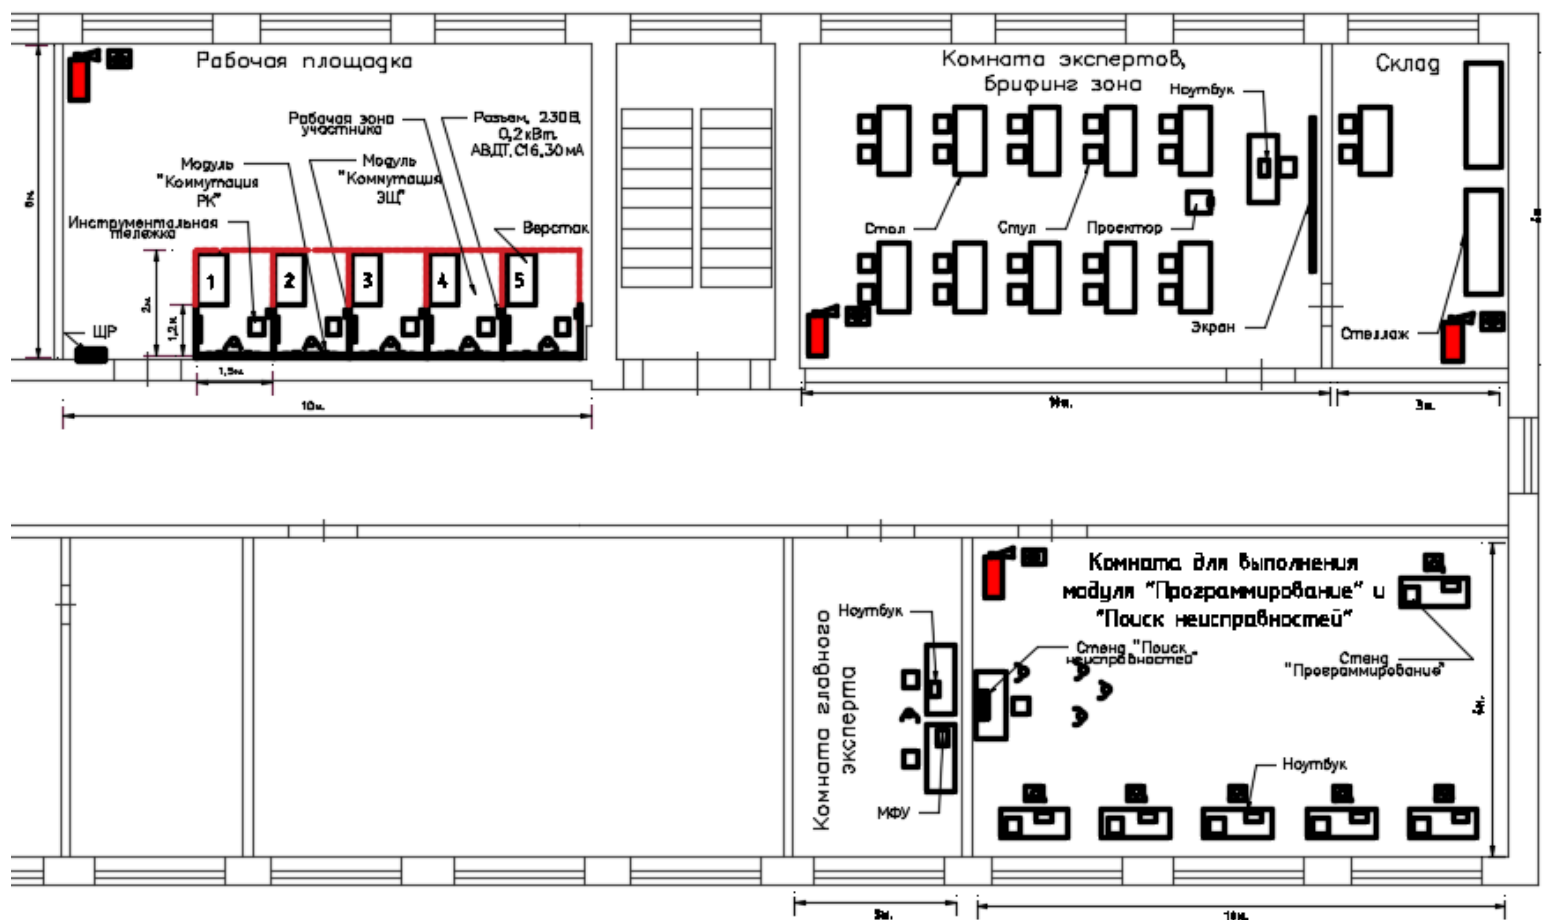 Рабочая площадка
Рабочая зона
участника
Разъем, 230В,
0,2кВт.
АВДТ, С16,30мА
Модуль
"Коммутация
РК"
Модуль
"Коммутация
ЭЩ"
Инструментальная
тележка
Верстак
1
2
3
4
5
2м.
ЩР
1,5м.
10м.
Комната экспертов,
брифинг зона
Ноутбук
Стол
Стул
Проектор
Экран
Склад
Стеллаж
3м.
Комната главного
эксперта
Ноутбук
МФУ
3м.
Комната для выполнения
модуля "Программирование" и
"Поиск неисправностей"
Стенд "Поиск
неисправностей"
Стенд
"Программирование"
Ноутбук